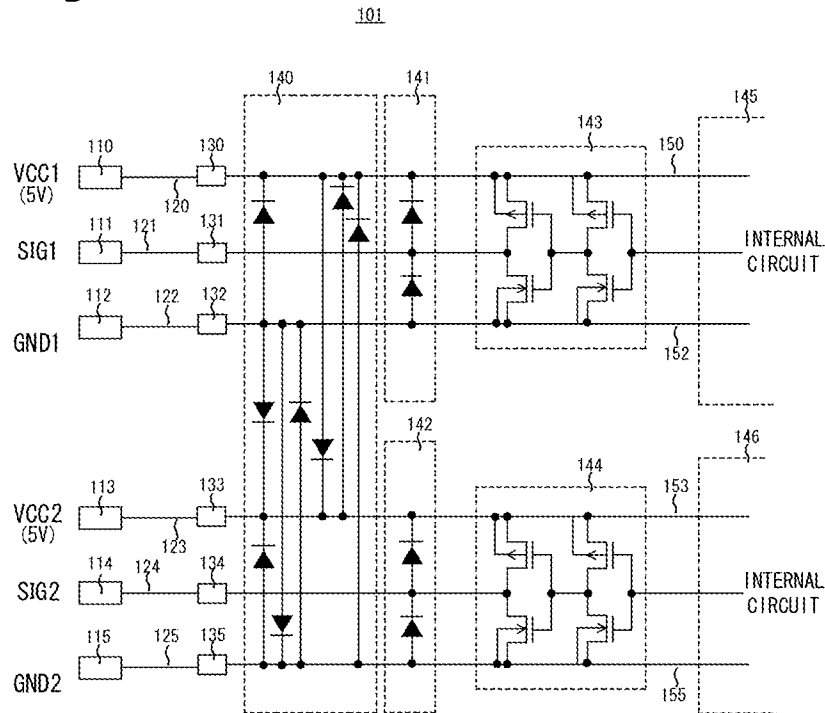 101
140
141
145
143
110
130
150
VCC1
(5V)
120
111
121
131
SIG1
INTERNAL
CIRCUIT
112
122
132
GND1
152
142
146
113
133
144
153
VCC2
(5V)
123
114
124
134
SIG2
INTERNAL
CIRCUIT
115
125
135
GND2
155